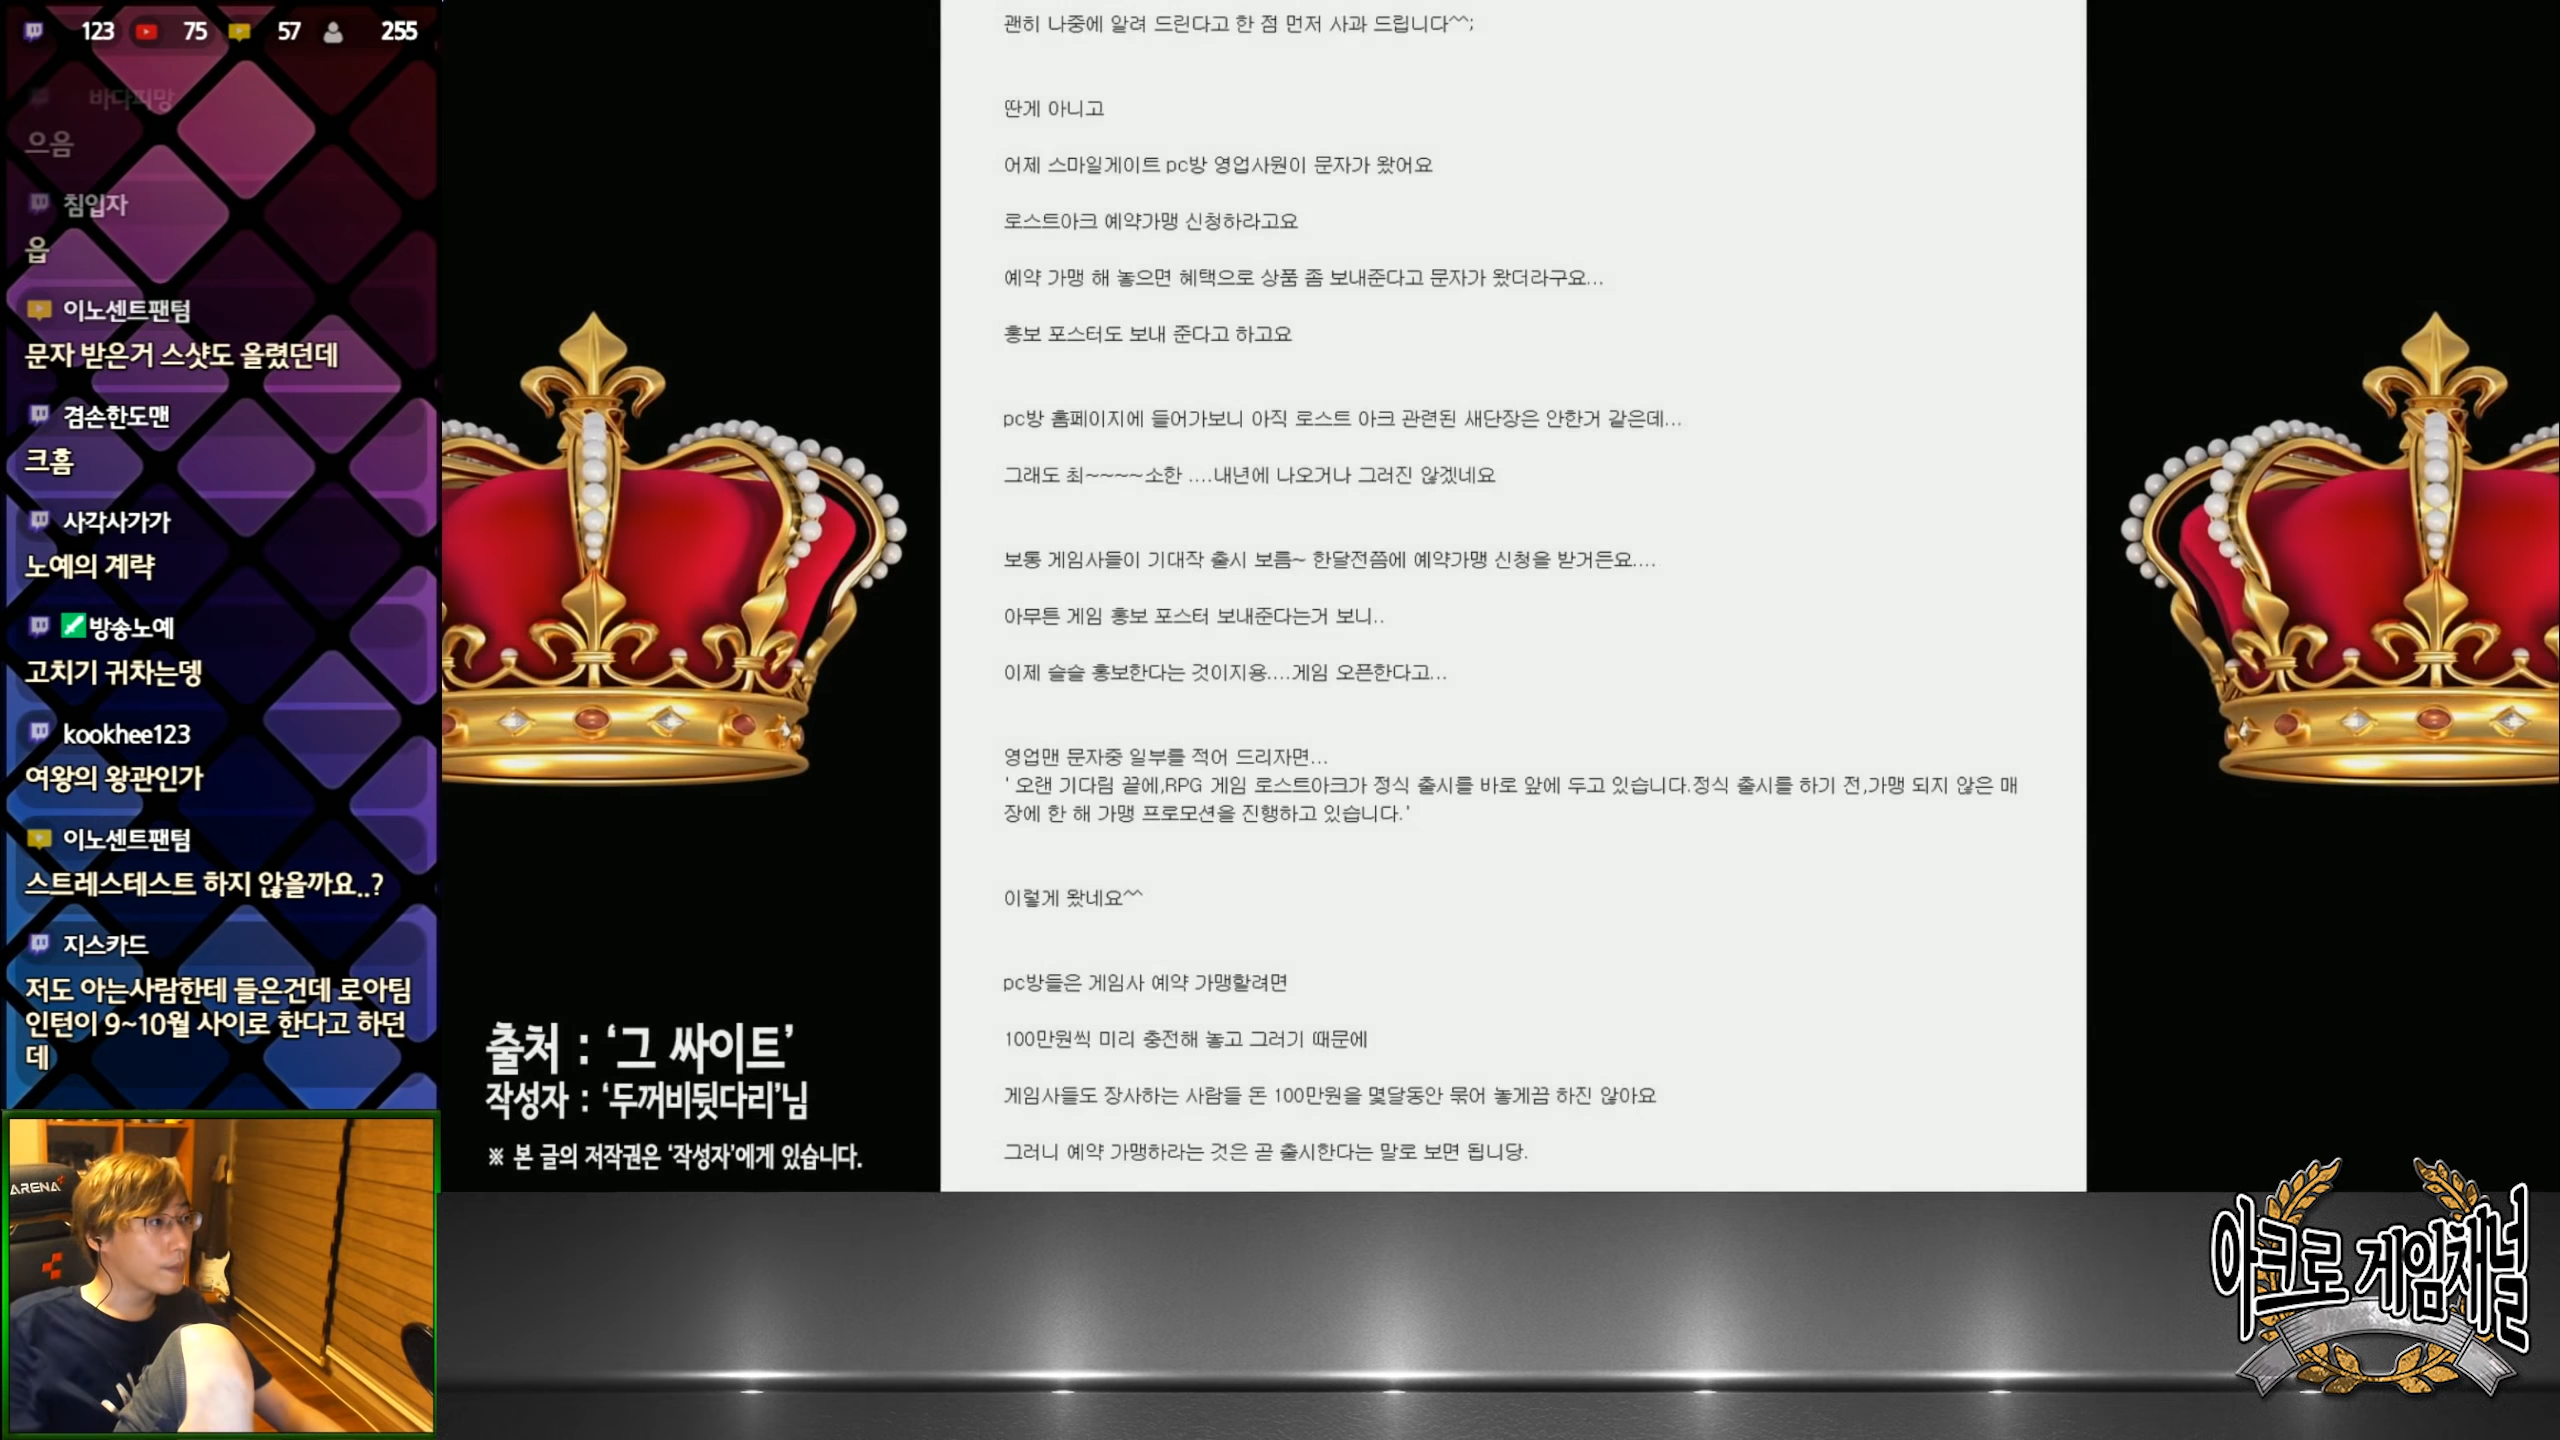 123 75 57 255
바다피망
으음
침입자
읍
이노센트팬텀
문자 받은거 스샷도 올렸던데
겸손한도맨
크흠
사각사가가
노예의 계략
방송노예
고치기 귀차는뎅
kookhee123
여왕의 왕관인가
이노센트팬텀
스트레스테스트 하지 않을까요..?
지스카드
저도 아는사람한테 들은건데 로아팀
인턴이 9~10월 사이로 한다고 하던
데
ARENA
출처 : ‘그 싸이트’
작성자 : ‘두꺼비뒷다리’님
※ 본 글의 저작권은 ‘작성자’에게 있습니다.
괜히 나중에 알려 드린다고 한 점 먼저 사과 드립니다^^;
딴게 아니고
어제 스마일게이트 pc방 영업사원이 문자가 왔어요
로스트아크 예약가맹 신청하라고요
예약 가맹 해 놓으면 혜택으로 상품 좀 보내준다고 문자가 왔더라구요...
홍보 포스터도 보내 준다고 하고요
pc방 홈페이지에 들어가보니 아직 로스트 아크 관련된 새단장은 안한거 같은데...
그래도 최~~~~소한 ....내년에 나오거나 그러진 않겠네요
보통 게임사들이 기대작 출시 보름~ 한달전쯤에 예약가맹 신청을 받거든요....
아무튼 게임 홍보 포스터 보내준다는거 보니..
이제 슬슬 홍보한다는 것이지용....게임 오픈한다고...
영업맨 문자중 일부를 적어 드리자면...
' 오랜 기다림 끝에,RPG 게임 로스트아크가 정식 출시를 바로 앞에 두고 있습니다.정식 출시를 하기 전,가맹 되지 않은 매
장에 한 해 가맹 프로모션을 진행하고 있습니다.'
이렇게 왔네요^^
pc방들은 게임사 예약 가맹할려면
100만원씩 미리 충전해 놓고 그러기 때문에
게임사들도 장사하는 사람들 돈 100만원을 몇달동안 묶어 놓게끔 하진 않아요
그러니 예약 가맹하라는 것은 곧 출시한다는 말로 보면 됩니당.
아크로 게임채널